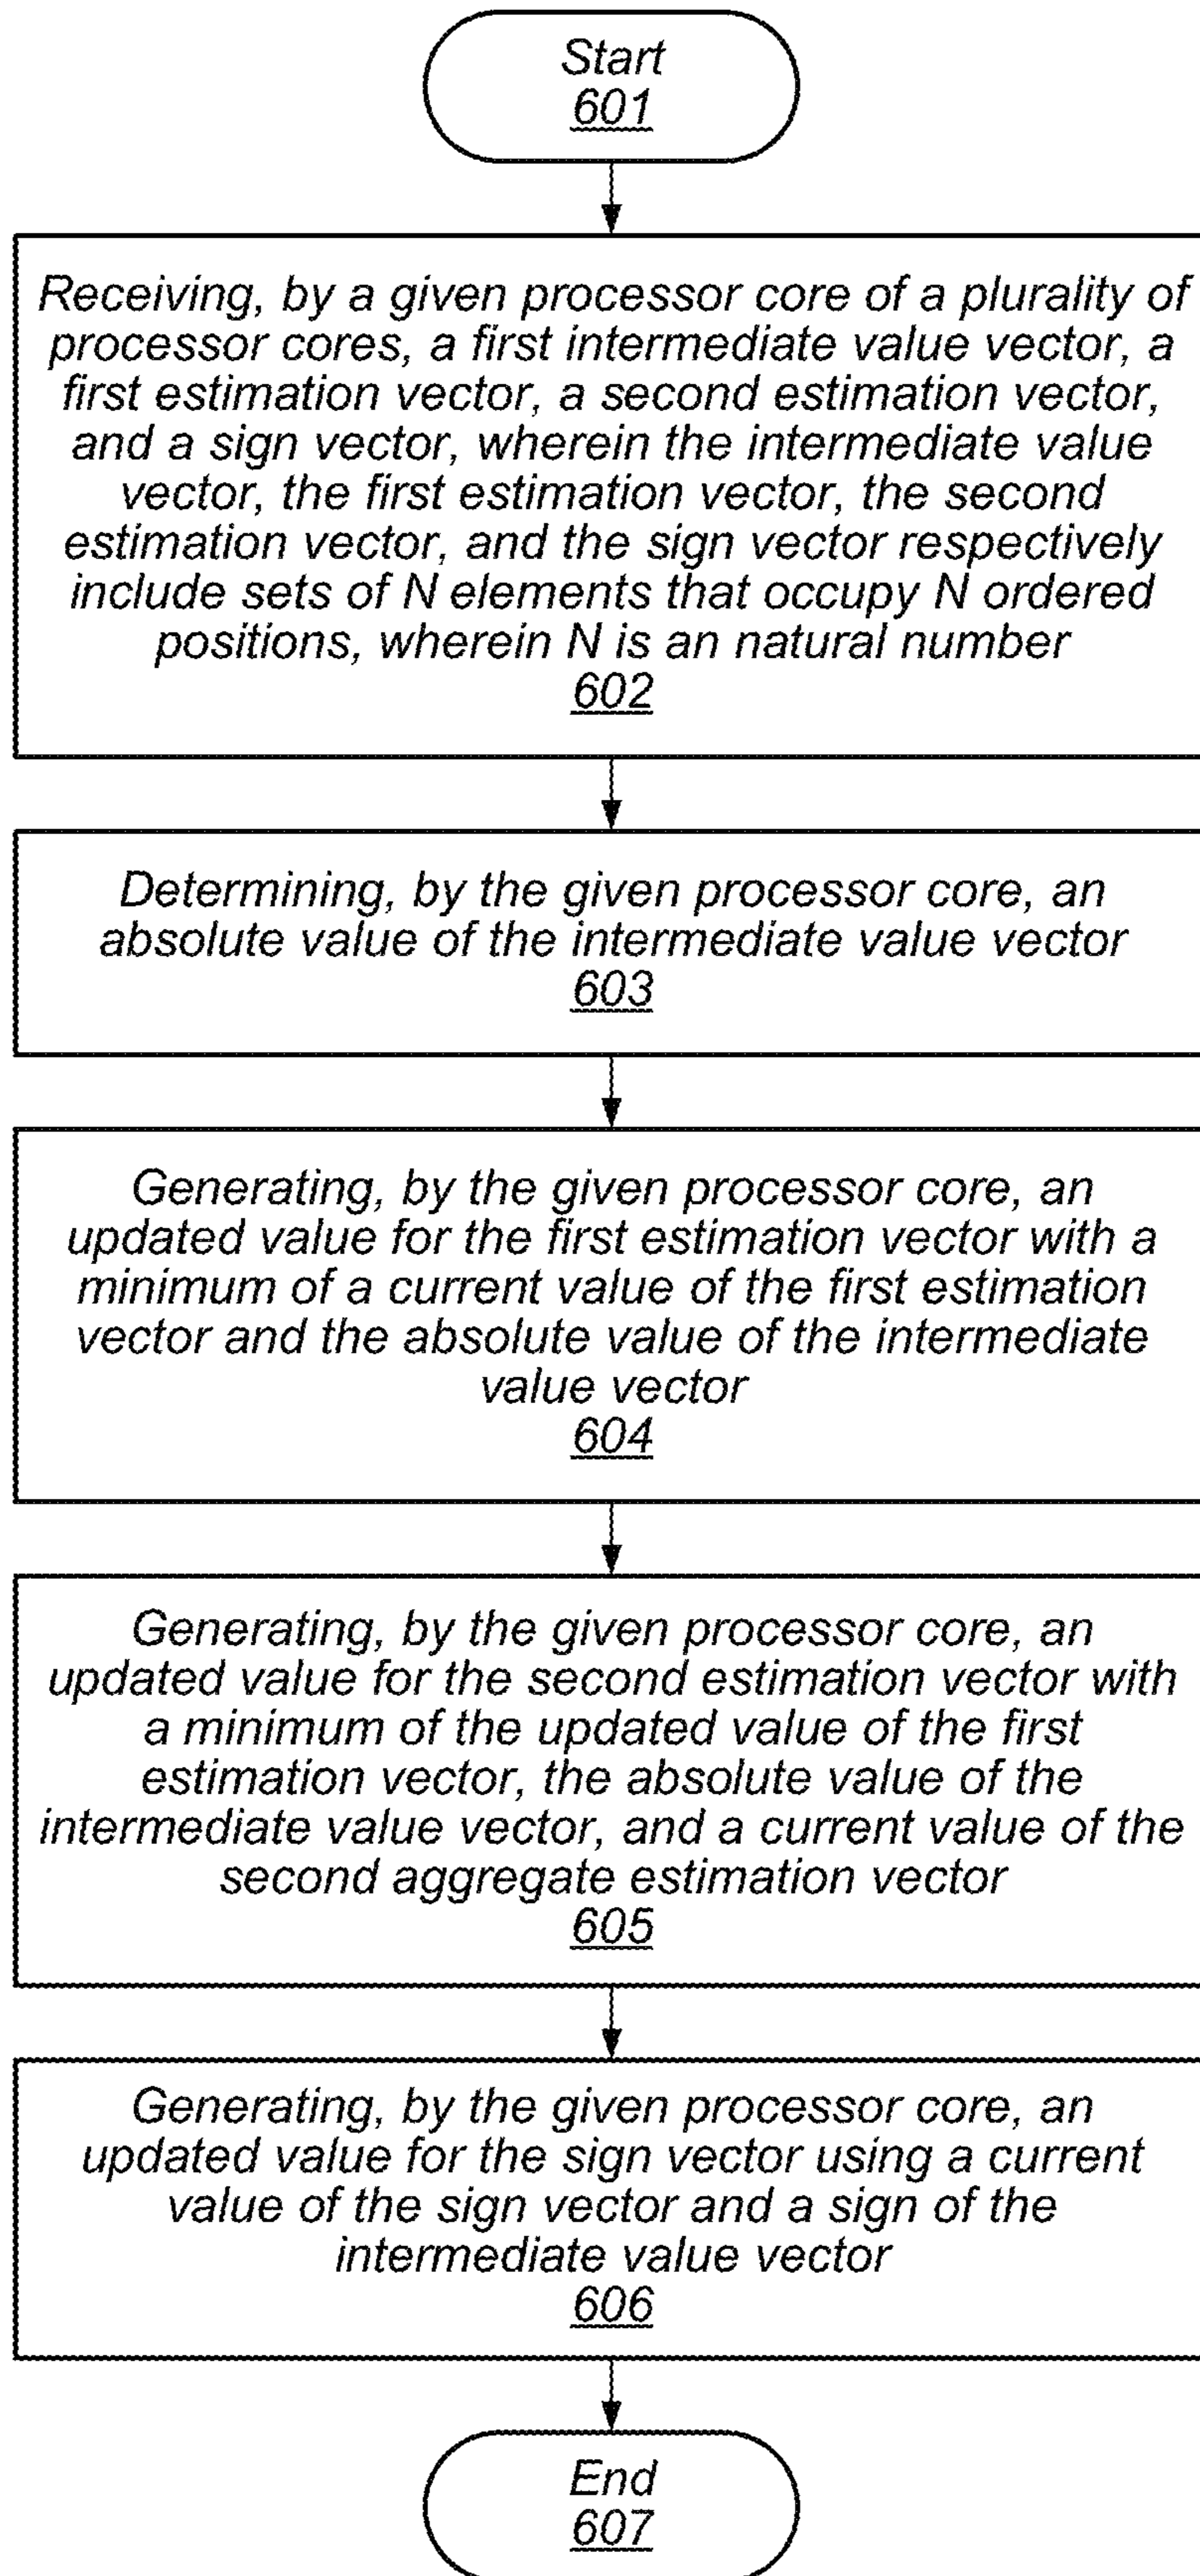 Start
601
Receiving, by a given processor core of a plurality of
processor cores, a first intermediate value vector, a
first estimation vector, a second estimation vector,
and a sign vector, wherein the intermediate value
vector, the first estimation vector, the second
estimation vector, and the sign vector respectively
include sets of N elements that occupy N ordered
positions, wherein N is an natural number
602
Determining, by the given processor core, an
absolute value of the intermediate value vector
603
Generating, by the given processor core, an
updated value for the first estimation vector with a
minimum of a current value of the first estimation
vector and the absolute value of the intermediate
value vector
604
Generating, by the given processor core, an
updated value for the second estimation vector with
a minimum of the updated value of the first
estimation vector, the absolute value of the
intermediate value vector, and a current value of the
second aggregate estimation vector
605
Generating, by the given processor core, an
updated value for the sign vector using a current
value of the sign vector and a sign of the
intermediate value vector
606
End
607